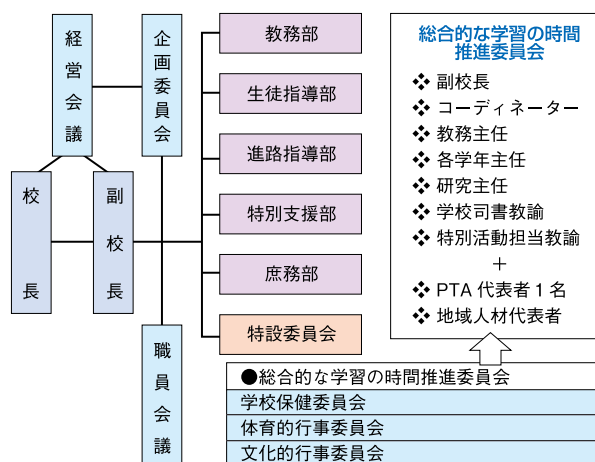 経営会議
企画委員会
校長
副校長
職員会議
教務部
生徒指導部
進路指導部
特別支援部
庶務部
特設委員会
総合的な学習の時間
推進委員会
❖ 副校長
❖ コーディネーター
❖ 教務主任
❖ 各学年主任
❖ 研究主任
❖ 学校司書教諭
❖ 特別活動担当教諭
+
❖ PTA 代表者 1 名
❖ 地域人材代表者
●総合的な学習の時間推進委員会
学校保健委員会
体育的行事委員会
文化的行事委員会